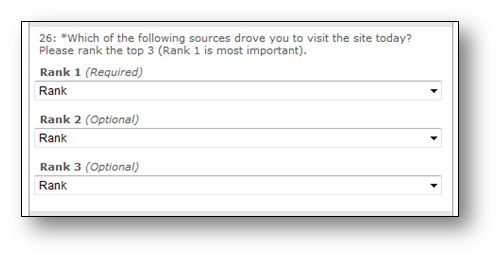 26: *Which of the following sources drove you to visit the site today?
Please rank the top 3 (Rank 1 is most important).
Rank 1 (Required)
Rank
Rank 2 (Optional)
Rank
Rank 3 (Optional)
Rank